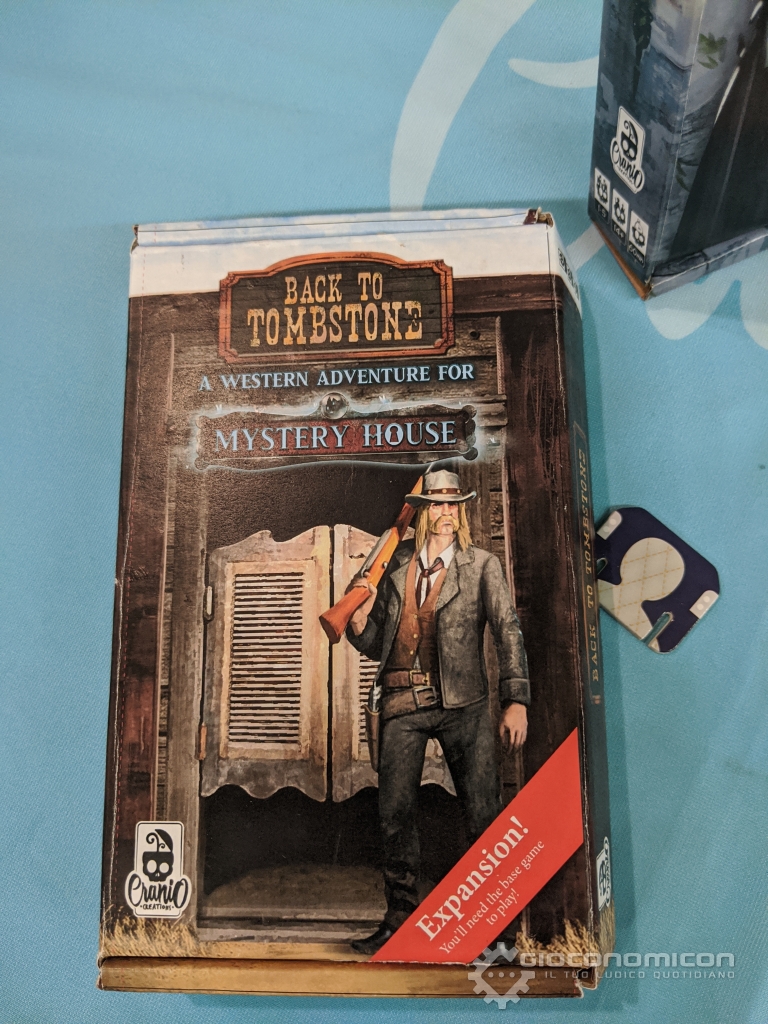 Cranio
BACK TO
TOMBSTONE
A WESTERN ADVENTURE FOR
MYSTERY HOUSE
BACK TO TOMBSTONE
Expansion!
You'll need the base game
to play!
Cranio
CREATIONS
GIOCONOMICON
IL TUO LUDICO QUOTIDIANO